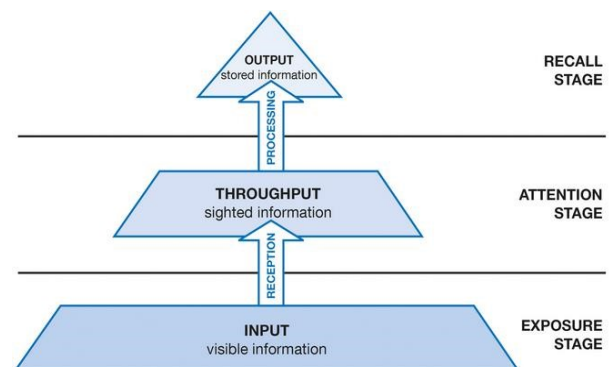 OUTPUT
stored information
RECALL
STAGE
PROCESSING
THROUGHPUT
sighted information
ATTENTION
STAGE
RECEPTION
INPUT
visible information
EXPOSURE
STAGE